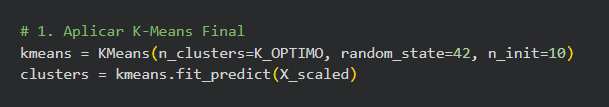 # 1. Aplicar K-Means Final
kmeans = KMeans(n_clusters=K_OPTIMO, random_state=42, n_init=10)
clusters = kmeans.fit_predict(X_scaled)